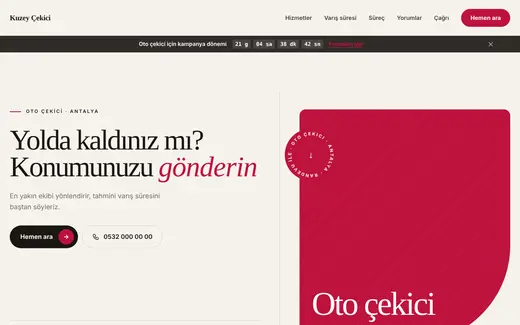 Kuzey Çekici
Hizmetler
Varış süresi
Süreç
Yorumlar
Çağrı
Hemen ara
Oto çekici için kampanya dönemi
21 g
04 sa
38 dk
42 sn
OTO ÇEKİCİ · ANTALYA
Yolda kaldınız mı?
Konumunuzu gönderin
En yakın ekibi yönlendirir, tahmini varış süresini
baştan söyleriz.
Hemen ara
0532 000 00 00
OTO ÇEKİCİ · ANTALYA · RANDEVU İLE ·
Oto çekici